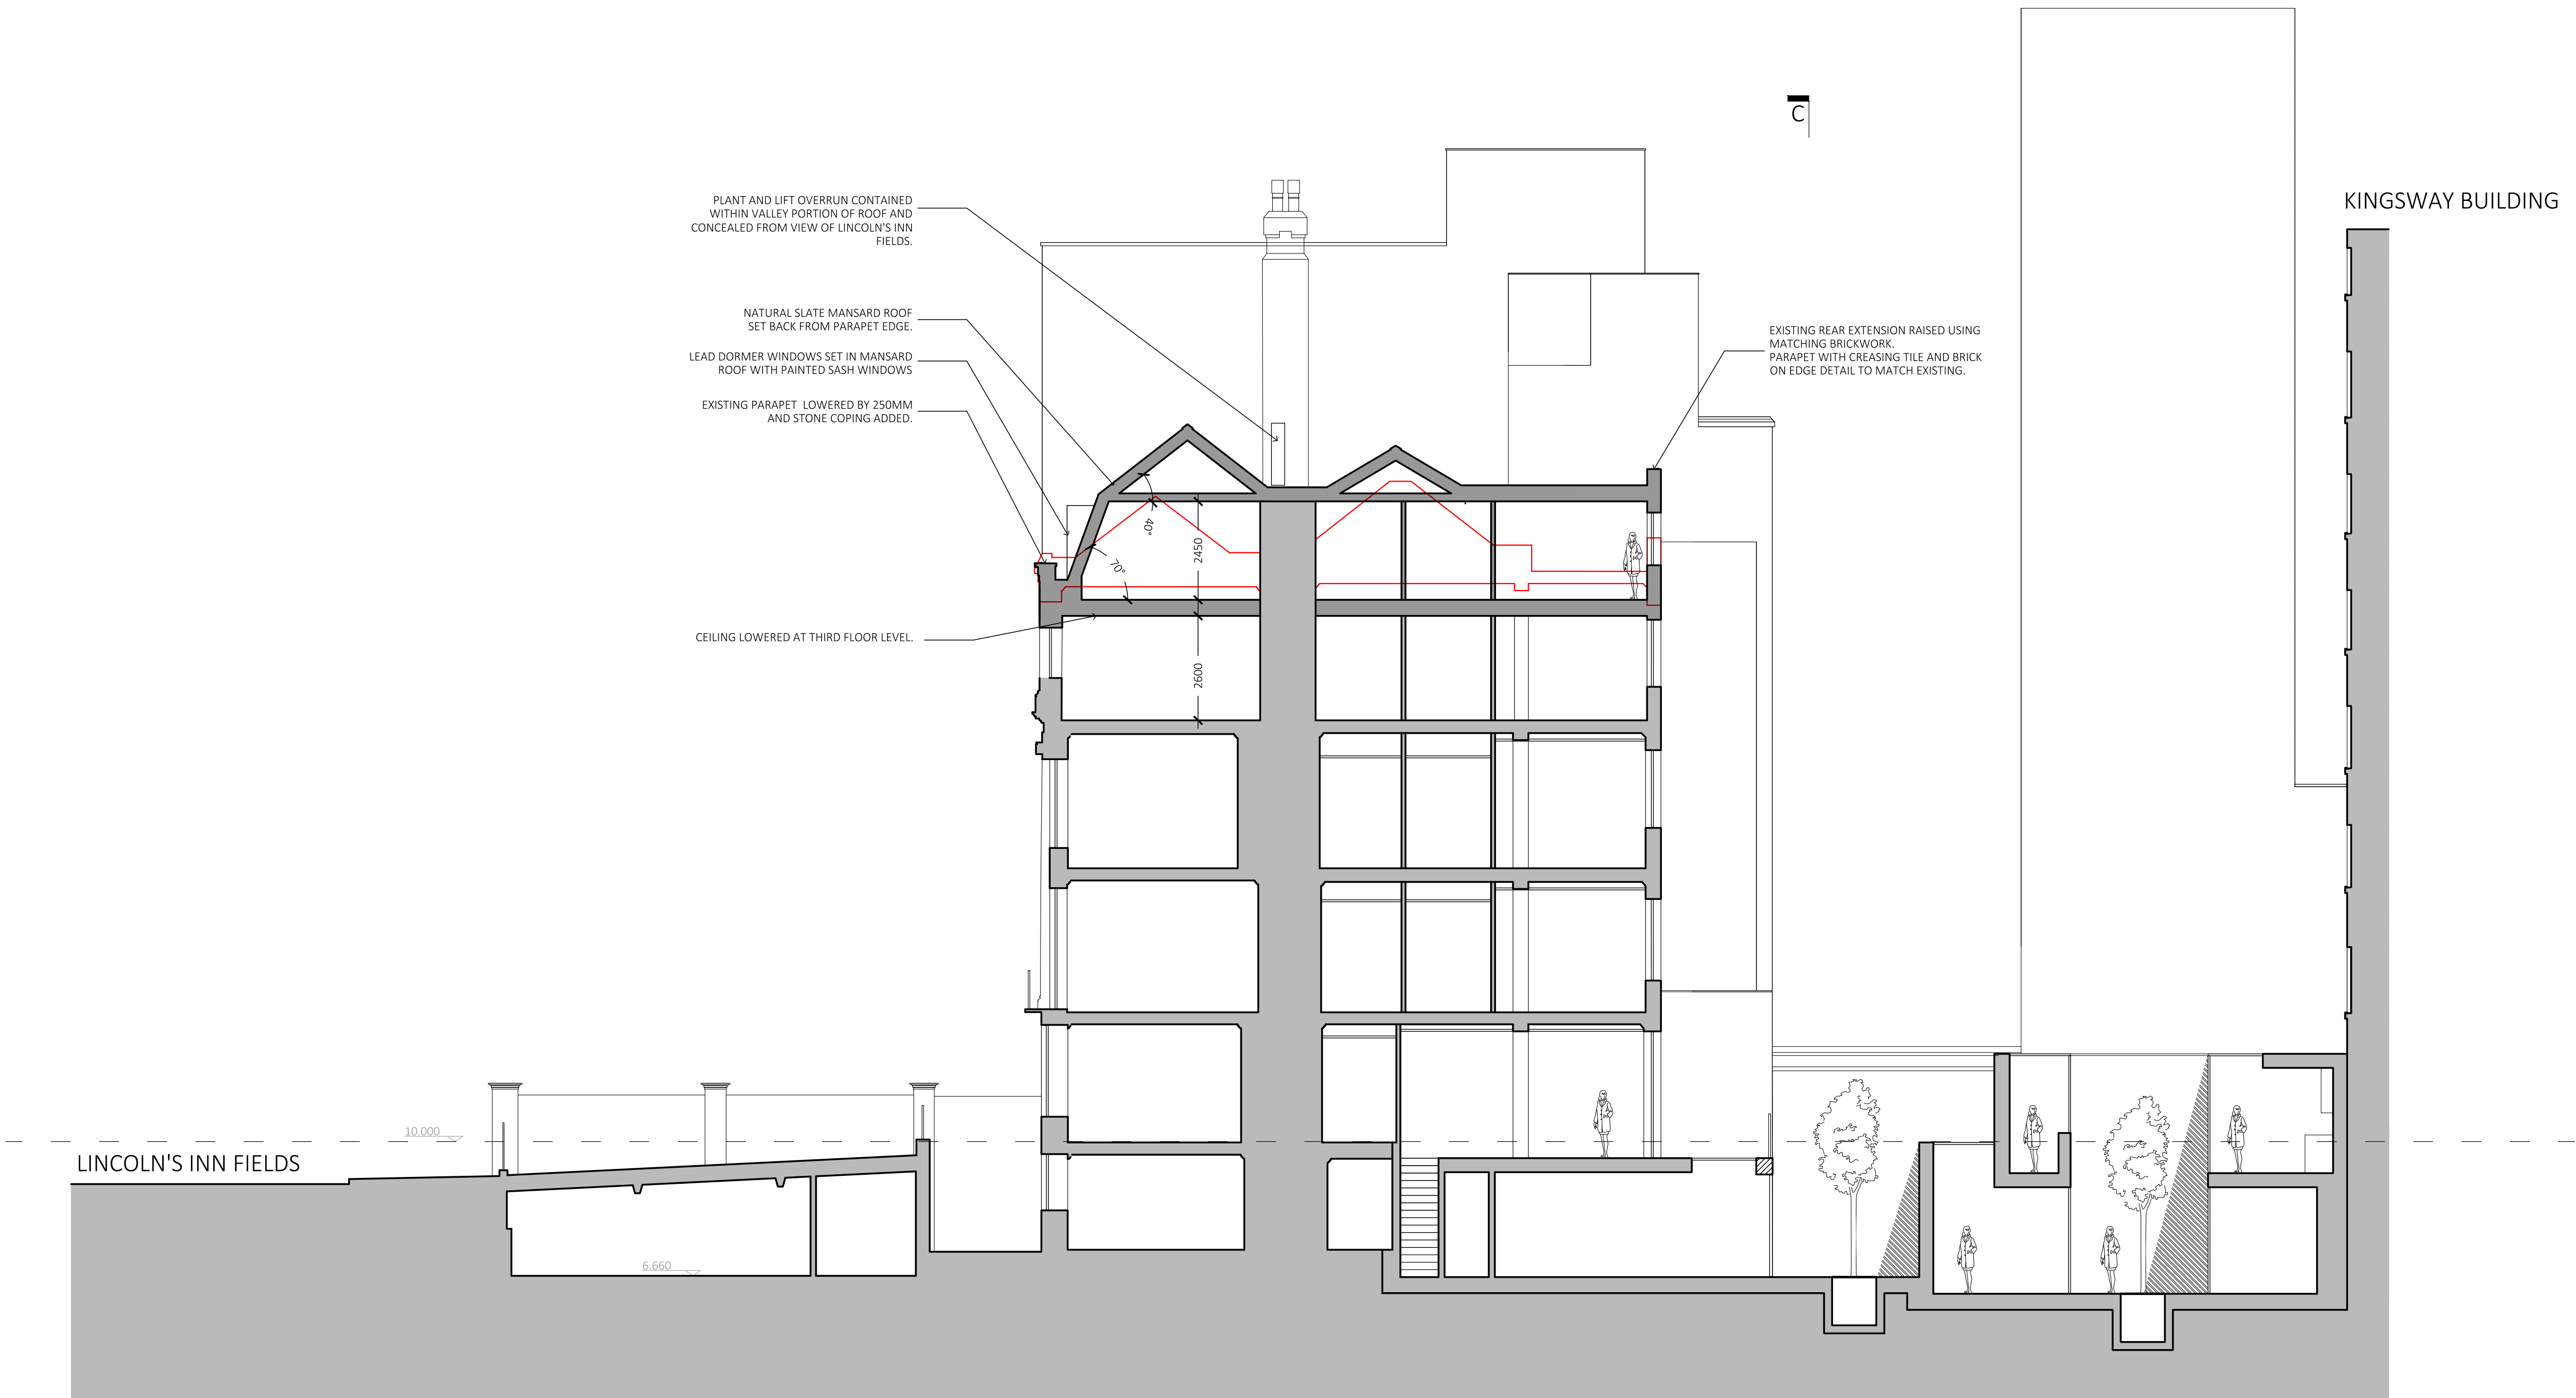 C
KINGSWAY BUILDING
PLANT AND LIFT OVERRUN CONTAINED
WITHIN VALLEY PORTION OF ROOF AND
CONCEALED FROM VIEW OF LINCOLN'S INN
FIELDS.
NATURAL SLATE MANSARD ROOF
SET BACK FROM PARAPET EDGE.
LEAD DORMER WINDOWS SET IN MANSARD
ROOF WITH PAINTED SASH WINDOWS
EXISTING PARAPET LOWERED BY 250MM
AND STONE COPING ADDED.
EXISTING REAR EXTENSION RAISED USING
MATCHING BRICKWORK.
PARAPET WITH CREASING TILE AND BRICK
ON EDGE DETAIL TO MATCH EXISTING.
40°
70°
2450
CEILING LOWERED AT THIRD FLOOR LEVEL.
2600
10.000
LINCOLN'S INN FIELDS
6.660